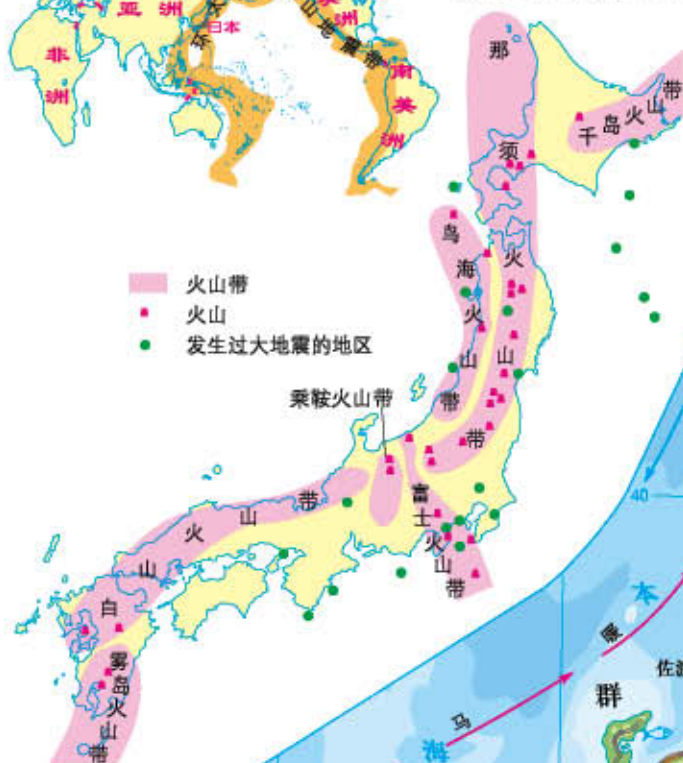 亚洲
非洲
日本
环太
山地震带
美洲
南美洲
那须火山带
千岛火山带
鸟海火山带
火山带
火山
发生过大地震的地区
乘鞍火山带
富士火山带
白山火山带
雾岛火山带
40
本
暖
佐渡
群
马
海